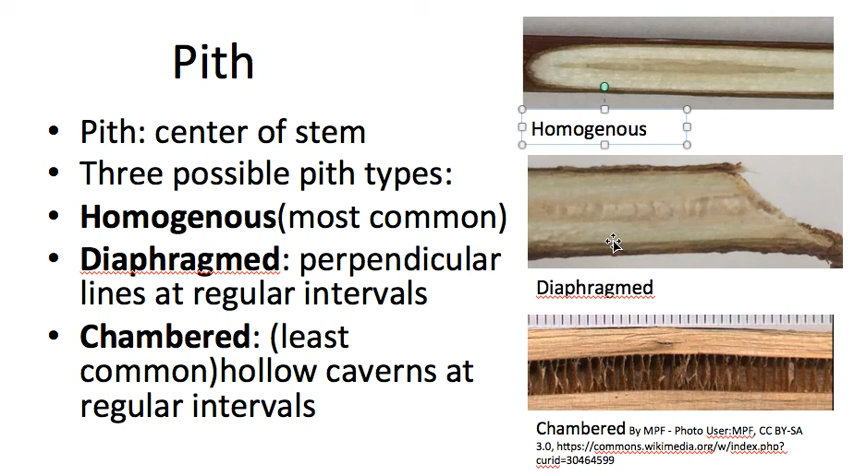 Pith
• Pith: center of stem
• Three possible pith types:
• Homogenous(most common)
• Diaphragmed: perpendicular
lines at regular intervals
• Chambered: (least
common)hollow caverns at
regular intervals
Homogenous
Diaphragmed
Chambered By MPF - Photo User:MPF, CC BY-SA
3.0, https://commons.wikimedia.org/w/index.php?
curid=30464599